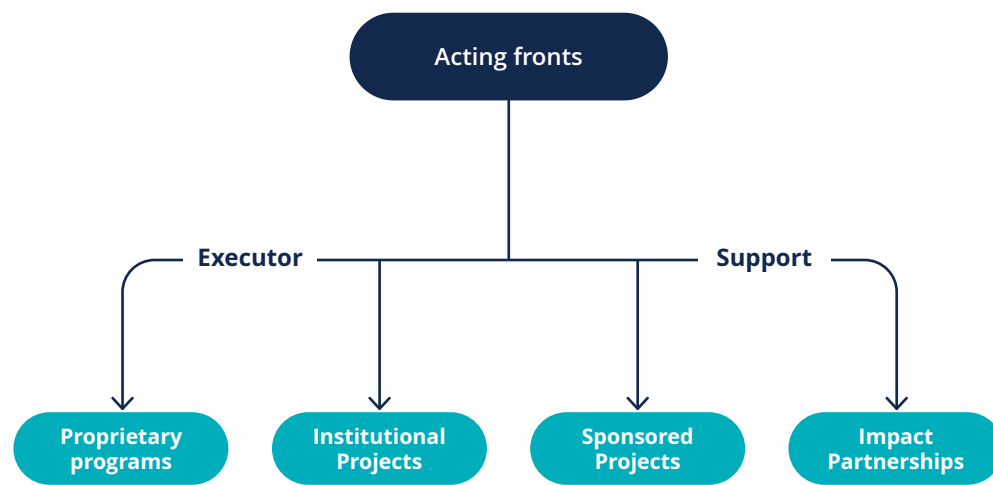 Acting fronts
Executor
Support
Proprietary
programs
Institutional
Projects
Sponsored
Projects
Impact
Partnerships